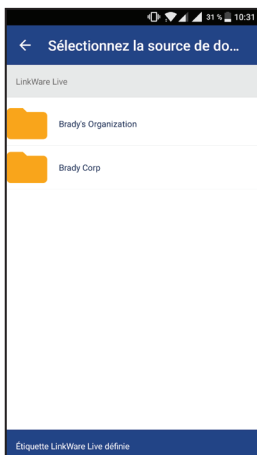 31 % 10:31
Sélectionnez la source de do...
LinkWare Live
Brady's Organization
Brady Corp
Étiquette LinkWare Live définie